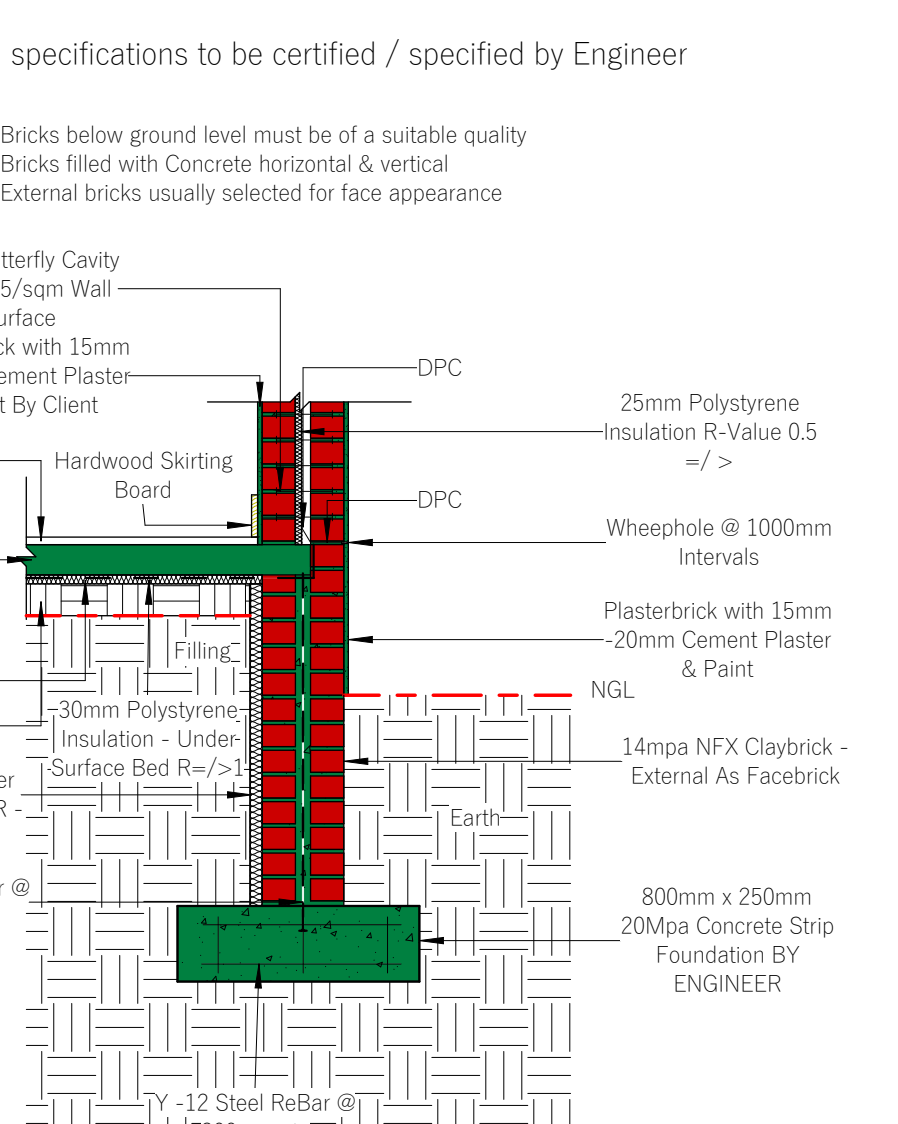 specifications to be certified / specified by Engineer
Bricks below ground level must be of a suitable quality
Bricks filled with Concrete horizontal & vertical
External bricks usually selected for face appearance
tterfly Cavity
5/sqm Wall
urface
ck with 15mm
ement Plaster
t By Client
DPC
25mm Polystyrene
Insulation R-Value 0.5
=/ >
Hardwood Skirting
Board
DPC
Wheephole @ 1000mm
Intervals
Plasterbrick with 15mm
-20mm Cement Plaster
& Paint
Filling
NGL
30mm Polystyrene
Insulation - Under
Surface Bed R=/>1
14mpa NFX Claybrick -
External As Facebrick
er
R -
Earth
r @
800mm x 250mm
20Mpa Concrete Strip
Foundation BY
ENGINEER
Y -12 Steel ReBar @